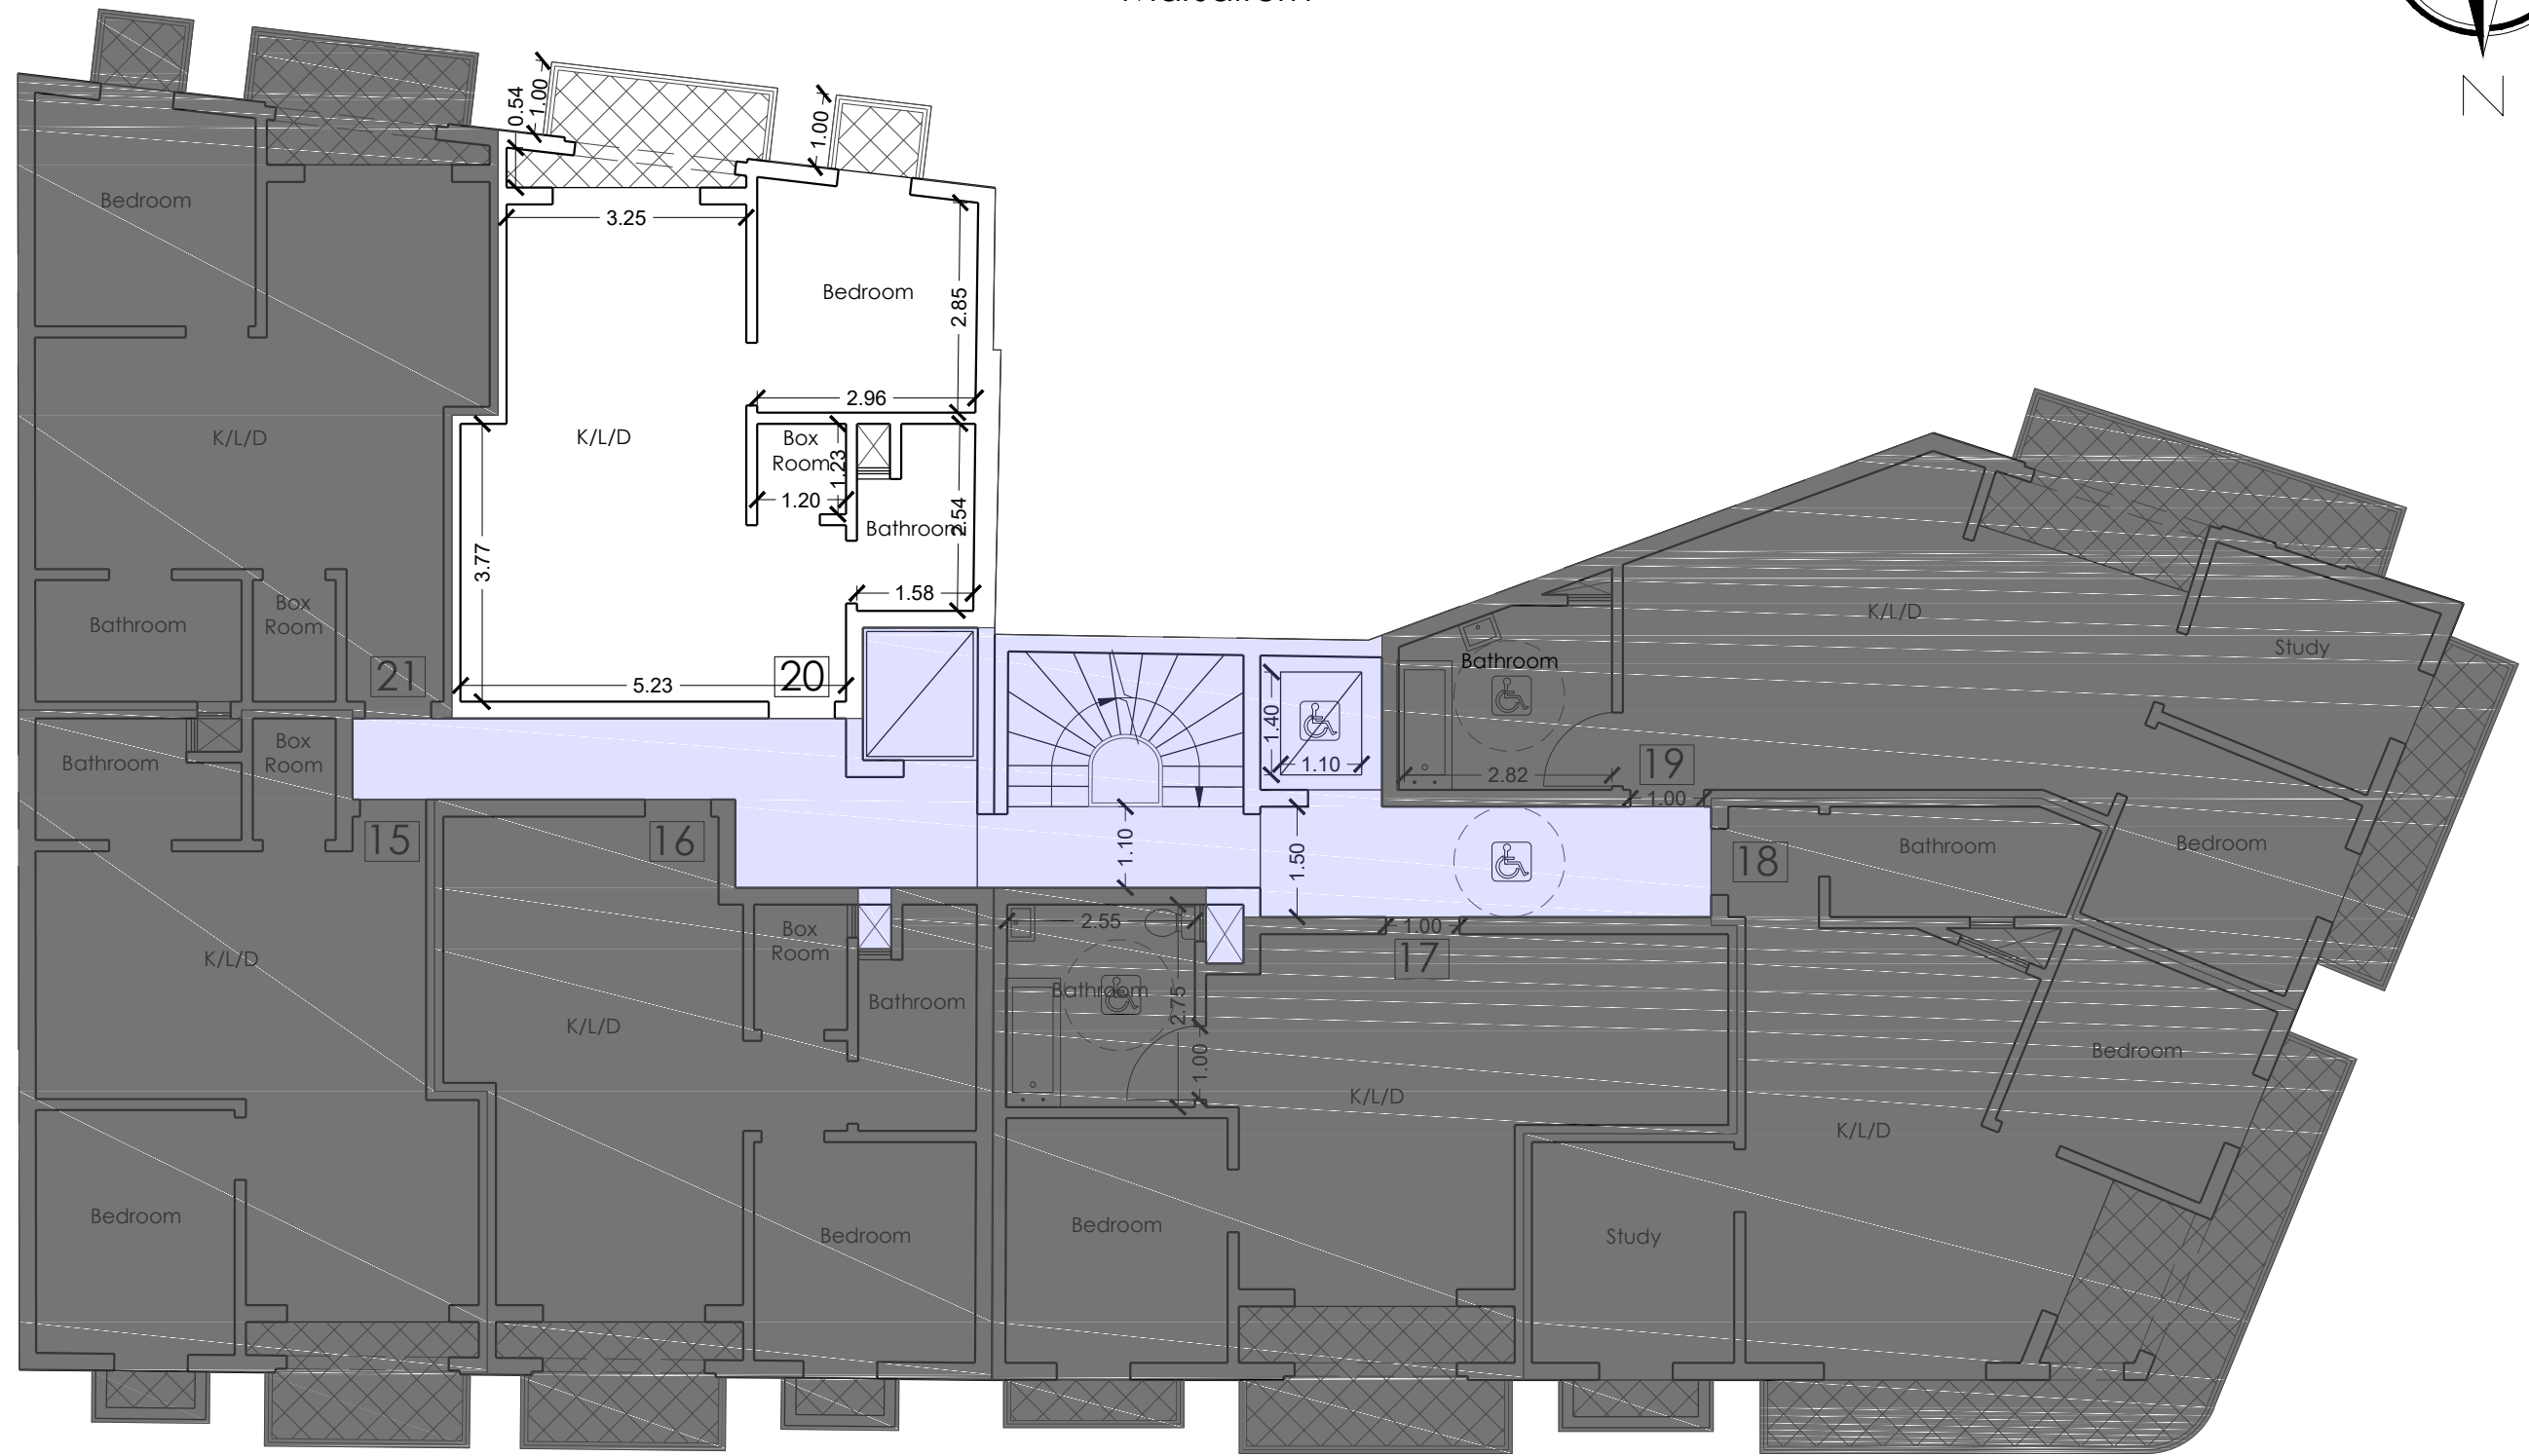 N
0.54
1.00
1.00
Bedroom
3.25
Bedroom
2.85
2.96
K/L/D
K/L/D
Box
Room
1.23
1.20
Bathroom
2.54
3.77
1.58
Bathroom
Box
Room
21
5.23
20
K/L/D
Study
Bathroom
1.40
1.10
2.82
19
1.00
Bathroom
Box
Room
15
16
1.10
1.50
18
Bathroom
Bedroom
K/L/D
Box
Room
2.55
1.00
17
Bathroom
Bathroom
2.75
1.00
K/L/D
K/L/D
Bedroom
K/L/D
Bedroom
Bedroom
Bedroom
Study